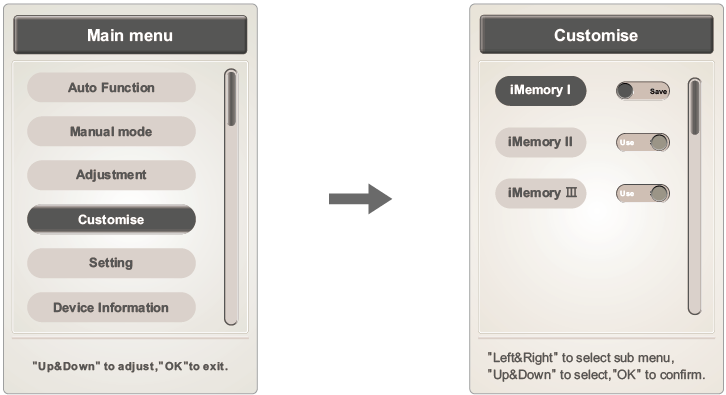 Main menu
Auto Function
Manual mode
Adjustment
Customise
Setting
Device Information
"Up&Down" to adjust,"OK"to exit.
Customise
iMemory I
Save
iMemory II
Use
iMemory Ⅲ
Use
"Left&Right" to select sub menu,
"Up&Down" to select,"OK" to confirm.